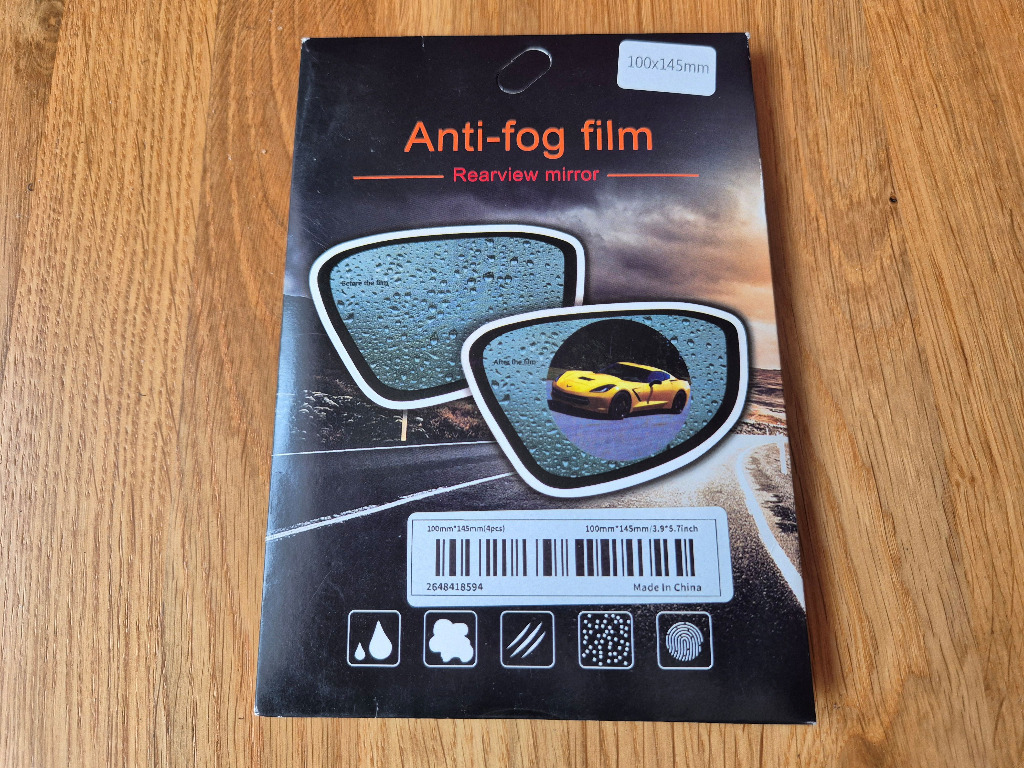 100x145mm
Anti-fog film
Rearview mirror
Before the film
After the film
100mm*145mm(4pcs) 100mm*145mm/3.9*5.7inch
2648418594 Made In China